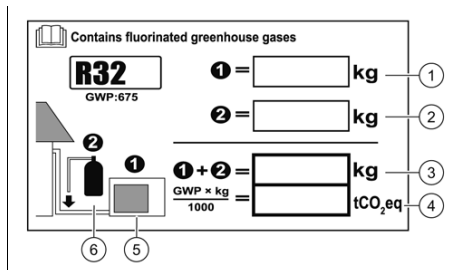 Contains fluorinated greenhouse gases
R32
GWP:675
❶= kg
❷= kg
❶+❷= kg
GWP × kg
1000
= tCO₂eq
❷
❶
1
2
3
4
5
6